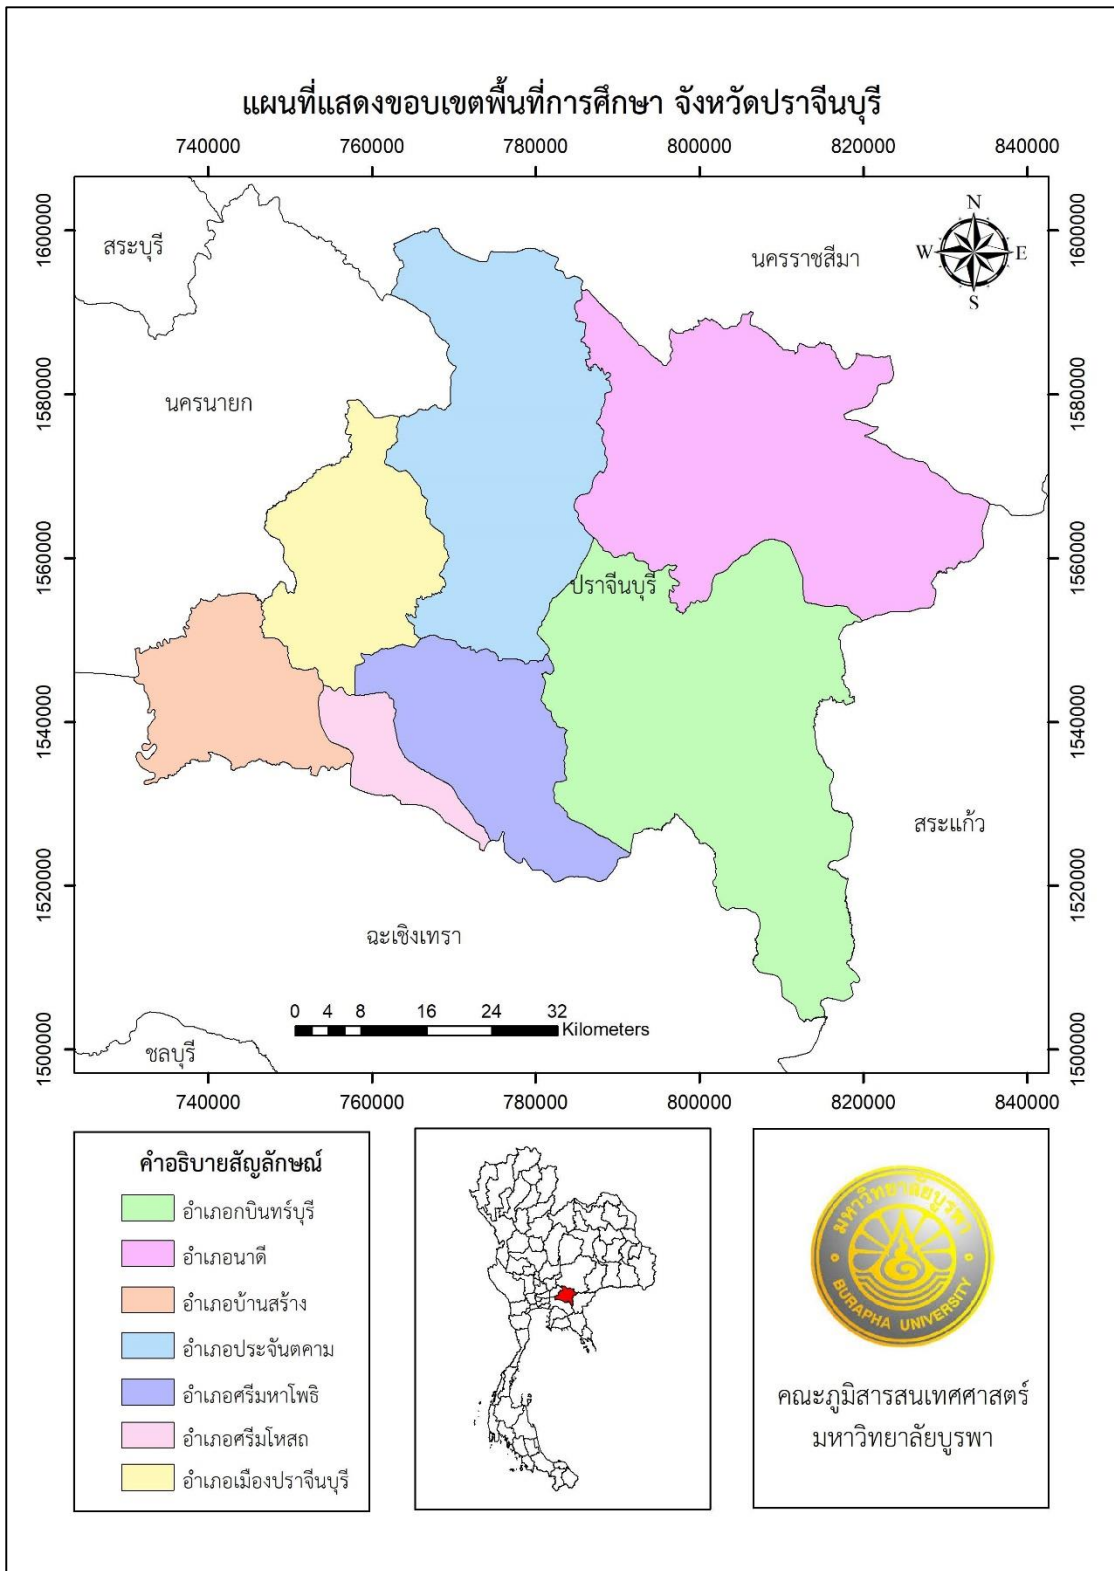 แผนที่แสดงขอบเขตพื้นที่การศึกษา จังหวัดปราจีนบุรี
740000 760000 780000 800000 820000 840000
1600000
1580000
1560000
1540000
1520000
1500000
สระบุรี
นครราชสีมา
N
W E
S
นครนายก
ปราจีนบุรี
สระแก้ว
ฉะเชิงเทรา
0 4 8 16 24 32
Kilometers
ชลบุรี
1600000
1580000
1560000
1540000
1520000
1500000
740000 760000 780000 800000 820000 840000
คำอธิบายสัญลักษณ์
อำเภอกบินทร์บุรี
อำเภอนาดี
อำเภอบ้านสร้าง
อำเภอประจันตคาม
อำเภอศรีมหาโพธิ
อำเภอศรีมโหสถ
อำเภอเมืองปราจีนบุรี
มหาวิทยาลัยบูรพา
BURAPHA UNIVERSITY
คณะภูมิสารสนเทศศาสตร์
มหาวิทยาลัยบูรพา